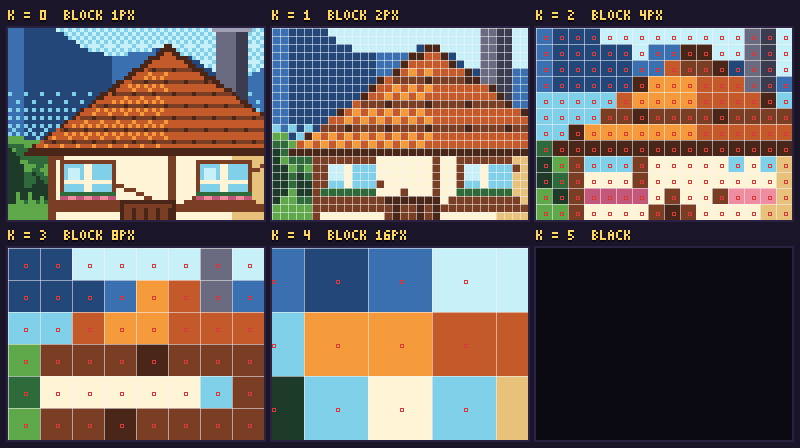 K = 0 BLOCK 1PX
K = 1 BLOCK 2PX
K = 2 BLOCK 4PX
K = 3 BLOCK 8PX
K = 4 BLOCK 16PX
K = 5 BLACK